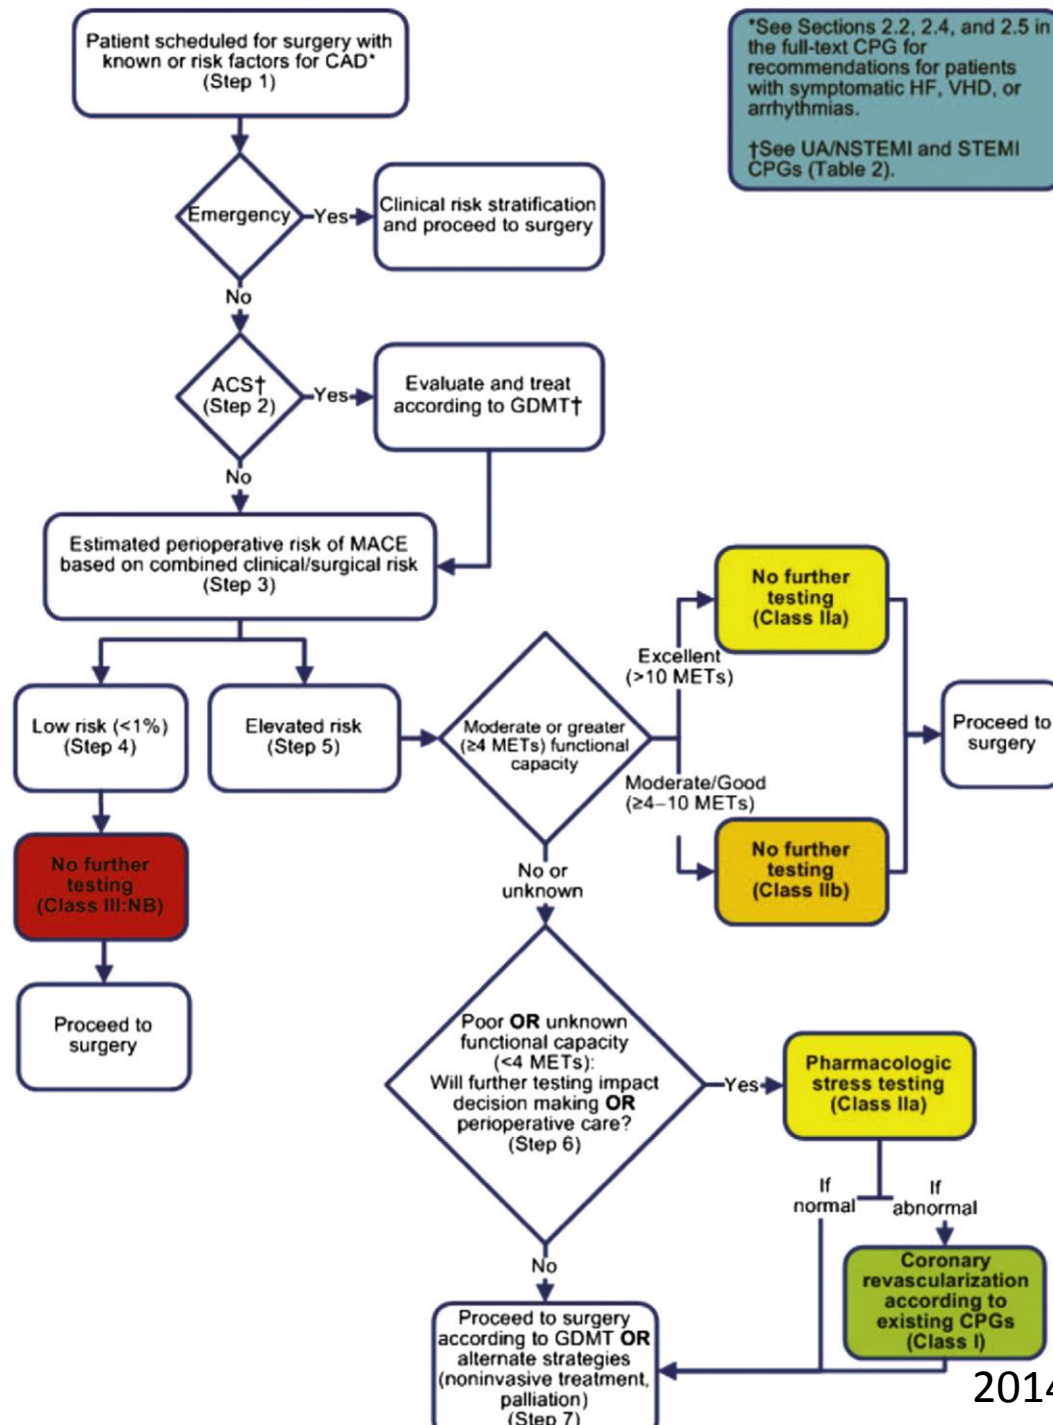 Patient scheduled for surgery with
known or risk factors for CAD*
(Step 1)
*See Sections 2.2, 2.4, and 2.5 in
the full-text CPG for
recommendations for patients
with symptomatic HF, VHD, or
arrhythmias.
†See UA/NSTEMI and STEMI
CPGs (Table 2).
Emergency
Yes
Clinical risk stratification
and proceed to surgery
No
ACS†
(Step 2)
Yes
Evaluate and treat
according to GDMT†
No
Estimated perioperative risk of MACE
based on combined clinical/surgical risk
(Step 3)
Low risk (<1%)
(Step 4)
Elevated risk
(Step 5)
Moderate or greater
(≥4 METs) functional
capacity
Excellent
(>10 METs)
No further
testing
(Class IIa)
Moderate/Good
(≥4–10 METs)
No further
testing
(Class IIb)
Proceed to
surgery
No further
testing
(Class III:NB)
Proceed to
surgery
No or
unknown
Poor OR unknown
functional capacity
(<4 METs):
Will further testing impact
decision making OR
perioperative care?
(Step 6)
Yes
Pharmacologic
stress testing
(Class IIa)
If
normal
If
abnormal
Coronary
revascularization
according to
existing CPGs
(Class I)
No
Proceed to surgery
according to GDMT OR
alternate strategies
(noninvasive treatment,
palliation)
(Step 7)
2014